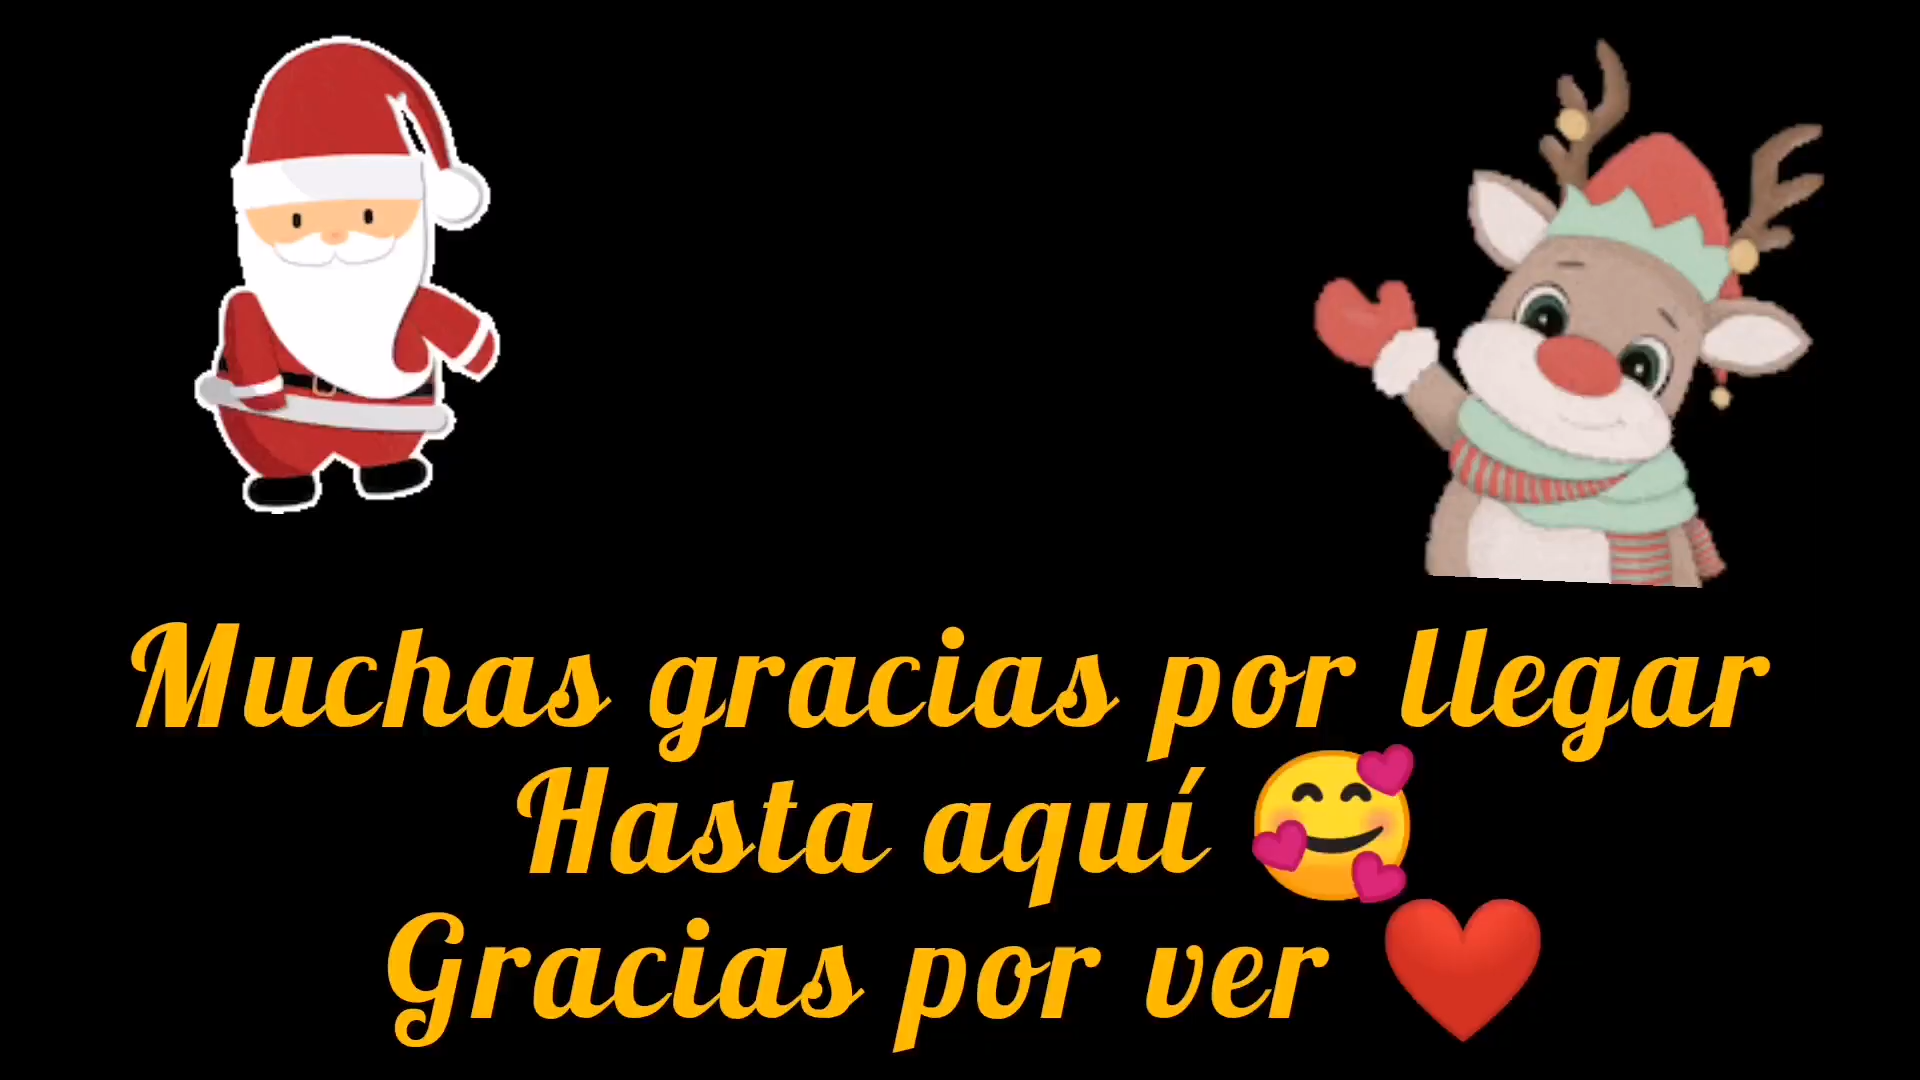 Muchas gracias por llegar
Hasta aquí 🥰
Gracias por ver ❤️